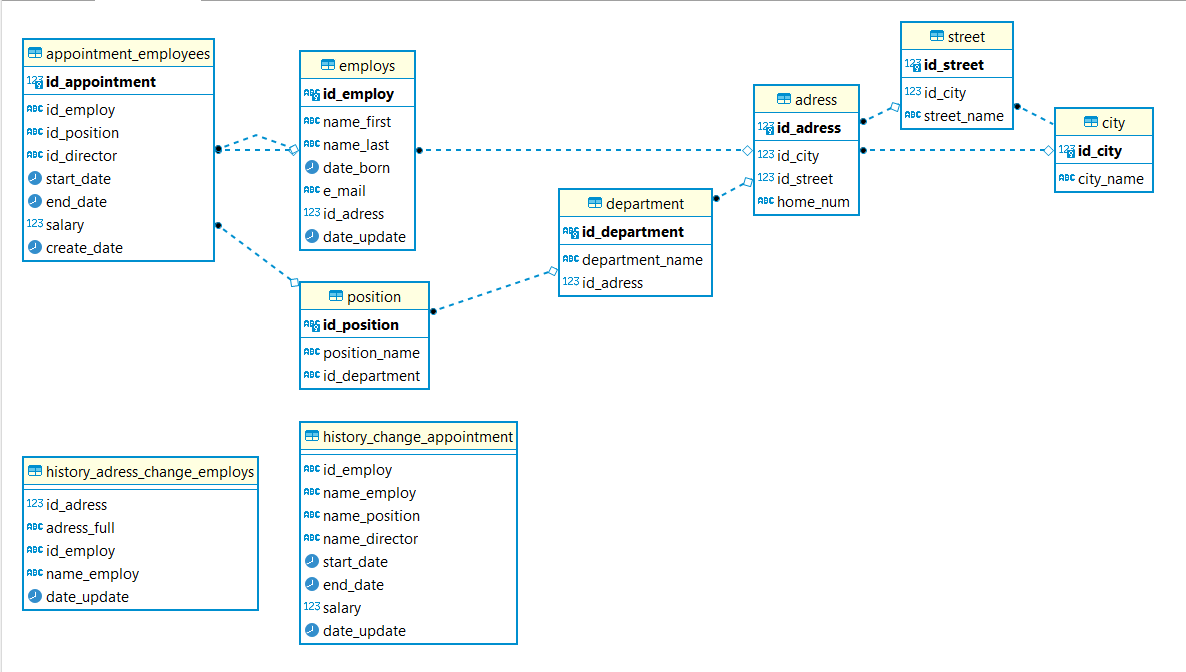 appointment_employees
id_appointment
id_employ
id_position
id_director
start_date
end_date
salary
create_date
employs
id_employ
name_first
name_last
date_born
e_mail
id_adress
date_update
position
id_position
position_name
id_department
department
id_department
department_name
id_adress
adress
id_adress
id_city
id_street
home_num
street
id_street
id_city
street_name
city
id_city
city_name
history_adress_change_employs
id_adress
adress_full
id_employ
name_employ
date_update
history_change_appointment
id_employ
name_employ
name_position
name_director
start_date
end_date
salary
date_update